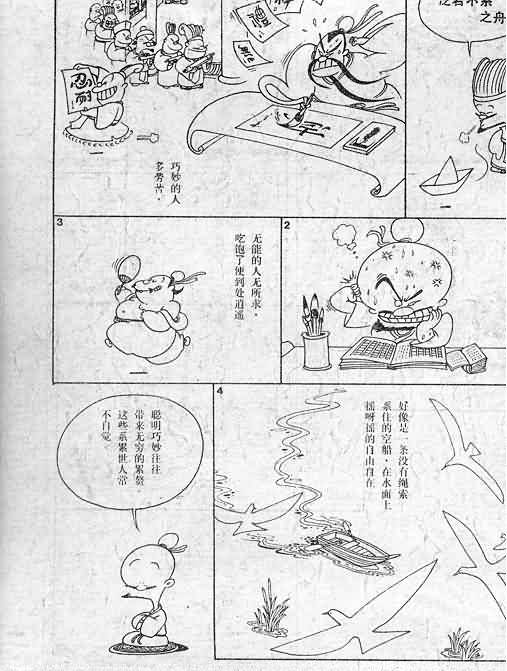 泛若不系
之舟
忍
耐
巧妙的人
多劳苦。
2
3
无能的人无所求，
吃饱了便到处逍遥
4
好像是一条没有绳索
系住的空船，在水面上
摇呀摇的自由自在
聪明巧妙往往
带来无穷的累赘
这些系累世人常
不自觉